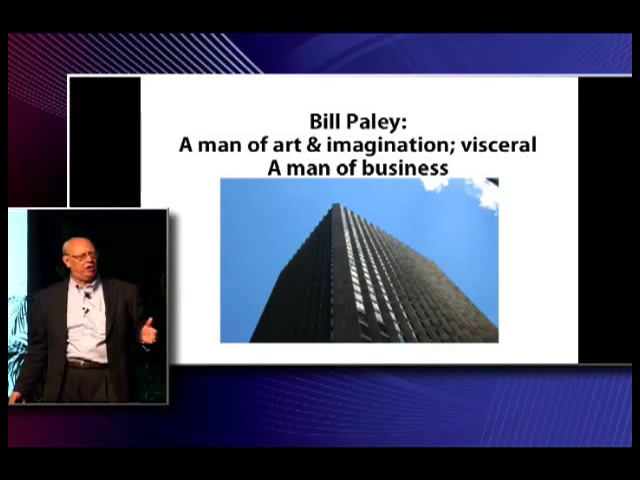 Bill Paley:
A man of art & imagination; visceral
A man of business